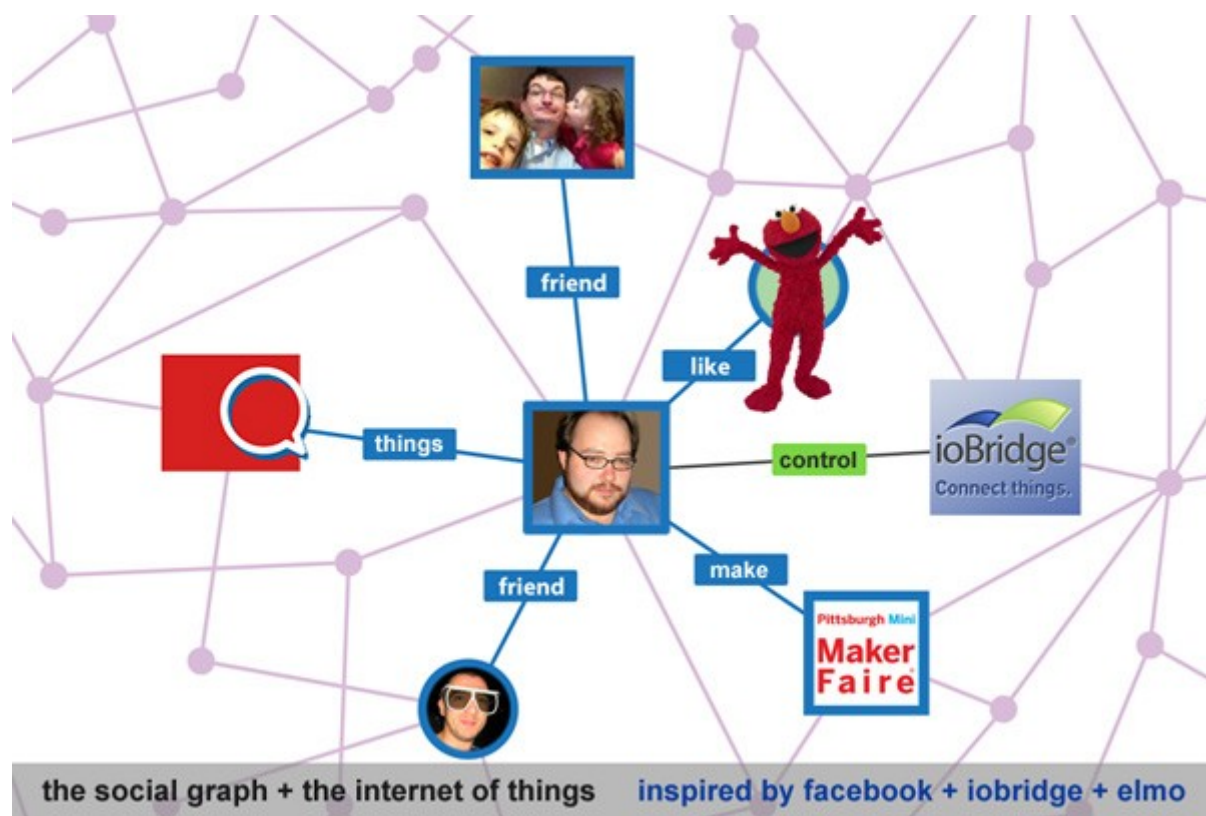 friend
like
things
ioBridge®
control
Connect things.
make
friend
Pittsburgh Mini
Maker
Faire
the social graph + the internet of things inspired by facebook + iobridge + elmo